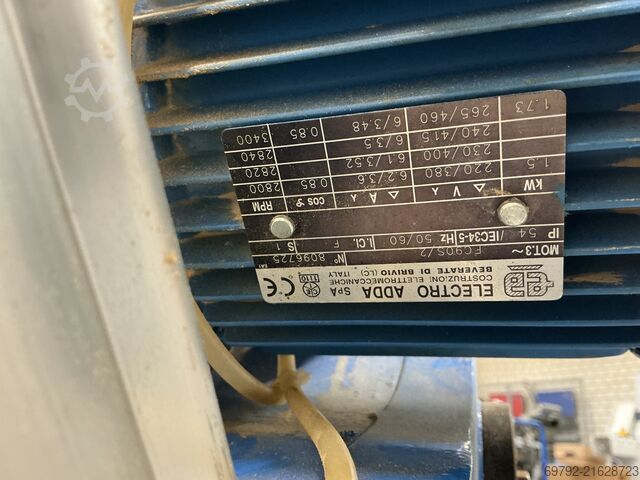 ELECTRO ADDA SpA
COSTRUZIONI ELETTROMECCANICHE
BEVERATE DI BRIVIO (LC) ITALY
CE
MOT.3~ EC90S/2 N° 8096725
IP 54 /IEC34-5/ Hz 50/60 I.CL. F S 1
kW △ V Y △ A Y COS φ RPM
1.5 220/380 6.2/3.6 0.85 2800
230/400 6.1/3.52 2820
240/415 6/3.5 2840
1.73 265/460 6/3.48 0.85 3400
69792-21628723